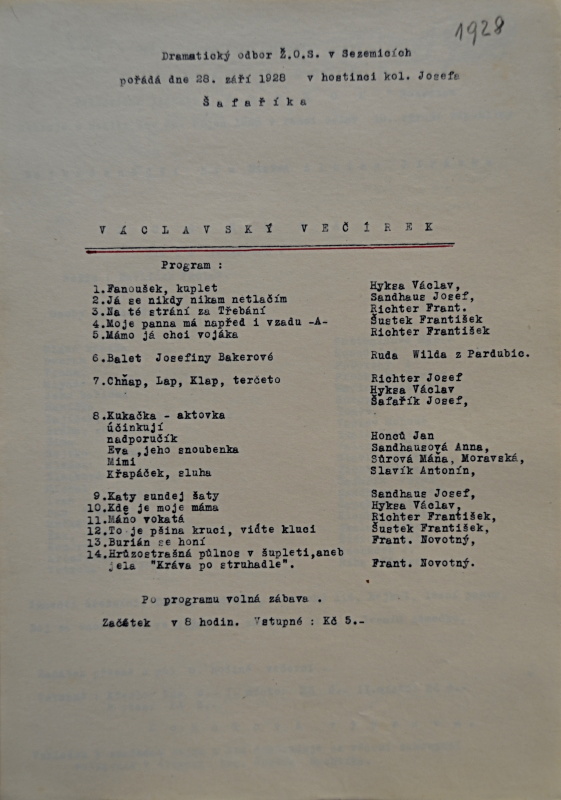 1928
Dramatický odbor Ž.O.S. v Sezemicích
pořádá dne 28. září 1928 v hostinci kol. Josefa
Šafaříka
VÁCLAVSKÝ VEČÍREK
Program :
1.Fanoušek, kuplet Hyksa Václav,
2.Já se nikdy nikam netlačím Sandhaus Josef,
3.Na té strání za Třebání Richter Frant.
4.Moje panna má napřed i vzadu -A- Šustek František
5.Mámo já chci vojáka Richter František
6.Balet Josefiny Bakerové Ruda Wilda z Pardubic.
7.Chňap, Lap, Klap, terčeto Richter Josef
Hyksa Václav
Šafařík Josef,
8.Kukačka - aktovka
účinkují
nadporučík Honců Jan
Eva ,jeho snoubenka Sandhausová Anna,
Mimi Sůrová Máňa, Moravská,
Křapáček, sluha Slavík Antonín,
9.Katy sundej šaty Sandhaus Josef,
10.Kde je moje máma Hyksa Václav,
11.Máno vokatá Richter František,
12.To je pšina kruci, viďte kluci Šustek František,
13.Burián se honí Frant. Novotný,
14.Hrůzostrašná půlnos v šupleti,aneb
jela "Kráva po struhadle". Frant. Novotný.
Po programu volná zábava .
Začátek v 8 hodin. Vstupné : Kč 5.-